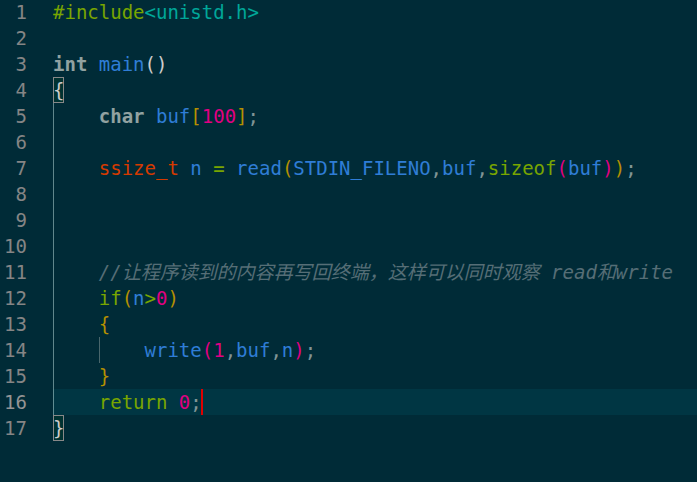 1 #include<unistd.h>
2
3 int main()
4 {
5     char buf[100];
6
7     ssize_t n = read(STDIN_FILENO,buf,sizeof(buf));
8
9
10
11     //让程序读到的内容再写回终端，这样可以同时观察 read和write
12     if(n>0)
13     {
14         write(1,buf,n);
15     }
16     return 0;
17 }